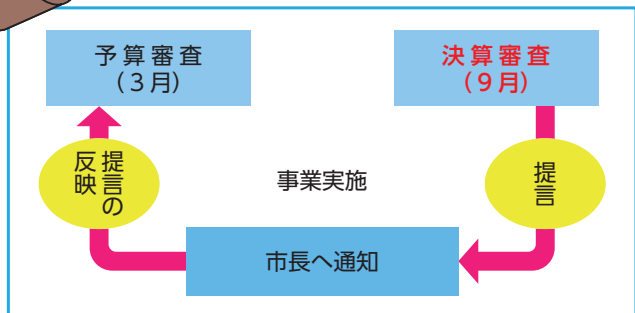 予算審査
（３月）
決算審査
（９月）
提言の
反映
事業実施
提言
市長へ通知